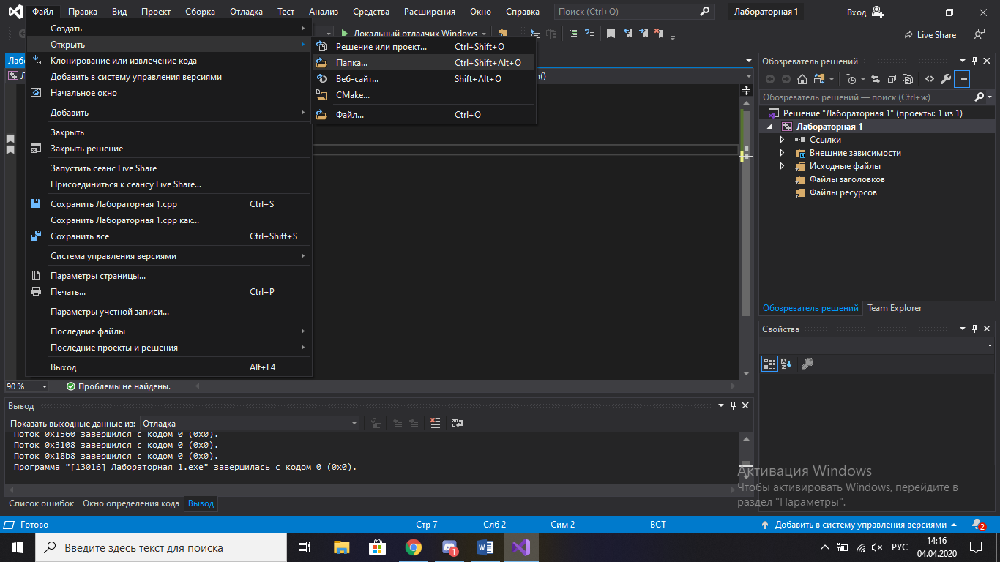 Файл Правка Вид Проект Сборка Отладка Тест Анализ Средства Расширения Окно Справка Поиск (Ctrl+Q) Лабораторная 1 Вход
Локальный отладчик Windows Live Share
Создать
Открыть
Клонирование или извлечение кода
Добавить в систему управления версиями
Начальное окно
Добавить
Закрыть
Закрыть решение
Запустить сеанс Live Share
Присоединиться к сеансу Live Share...
Сохранить Лабораторная 1.cpp Ctrl+S
Сохранить Лабораторная 1.cpp как...
Сохранить все Ctrl+Shift+S
Система управления версиями
Параметры страницы...
Печать... Ctrl+P
Параметры учетной записи...
Последние файлы
Последние проекты и решения
Выход Alt+F4
Решение или проект... Ctrl+Shift+O
Папка... Ctrl+Shift+Alt+O
Веб-сайт... Shift+Alt+O
CMake...
Файл... Ctrl+O
Обозреватель решений
Обозреватель решений — поиск (Ctrl+ж)
Решение "Лабораторная 1" (проекты: 1 из 1)
Лабораторная 1
Ссылки
Внешние зависимости
Исходные файлы
Файлы заголовков
Файлы ресурсов
Обозреватель решений Team Explorer
Свойства
90 % Проблемы не найдены.
Вывод
Показать выходные данные из: Отладка
Поток 0x1560 завершился с кодом 0 (0x0).
Поток 0x3108 завершился с кодом 0 (0x0).
Поток 0x18b8 завершился с кодом 0 (0x0).
Программа "[13016] Лабораторная 1.exe" завершилась с кодом 0 (0x0).
Список ошибок Окно определения кода Вывод
Активация Windows
Чтобы активировать Windows, перейдите в
раздел "Параметры".
Готово Стр 7 Слб 2 Сим 2 ВСТ Добавить в систему управления версиями 2
Введите здесь текст для поиска 1 РУС 14:16
04.04.2020